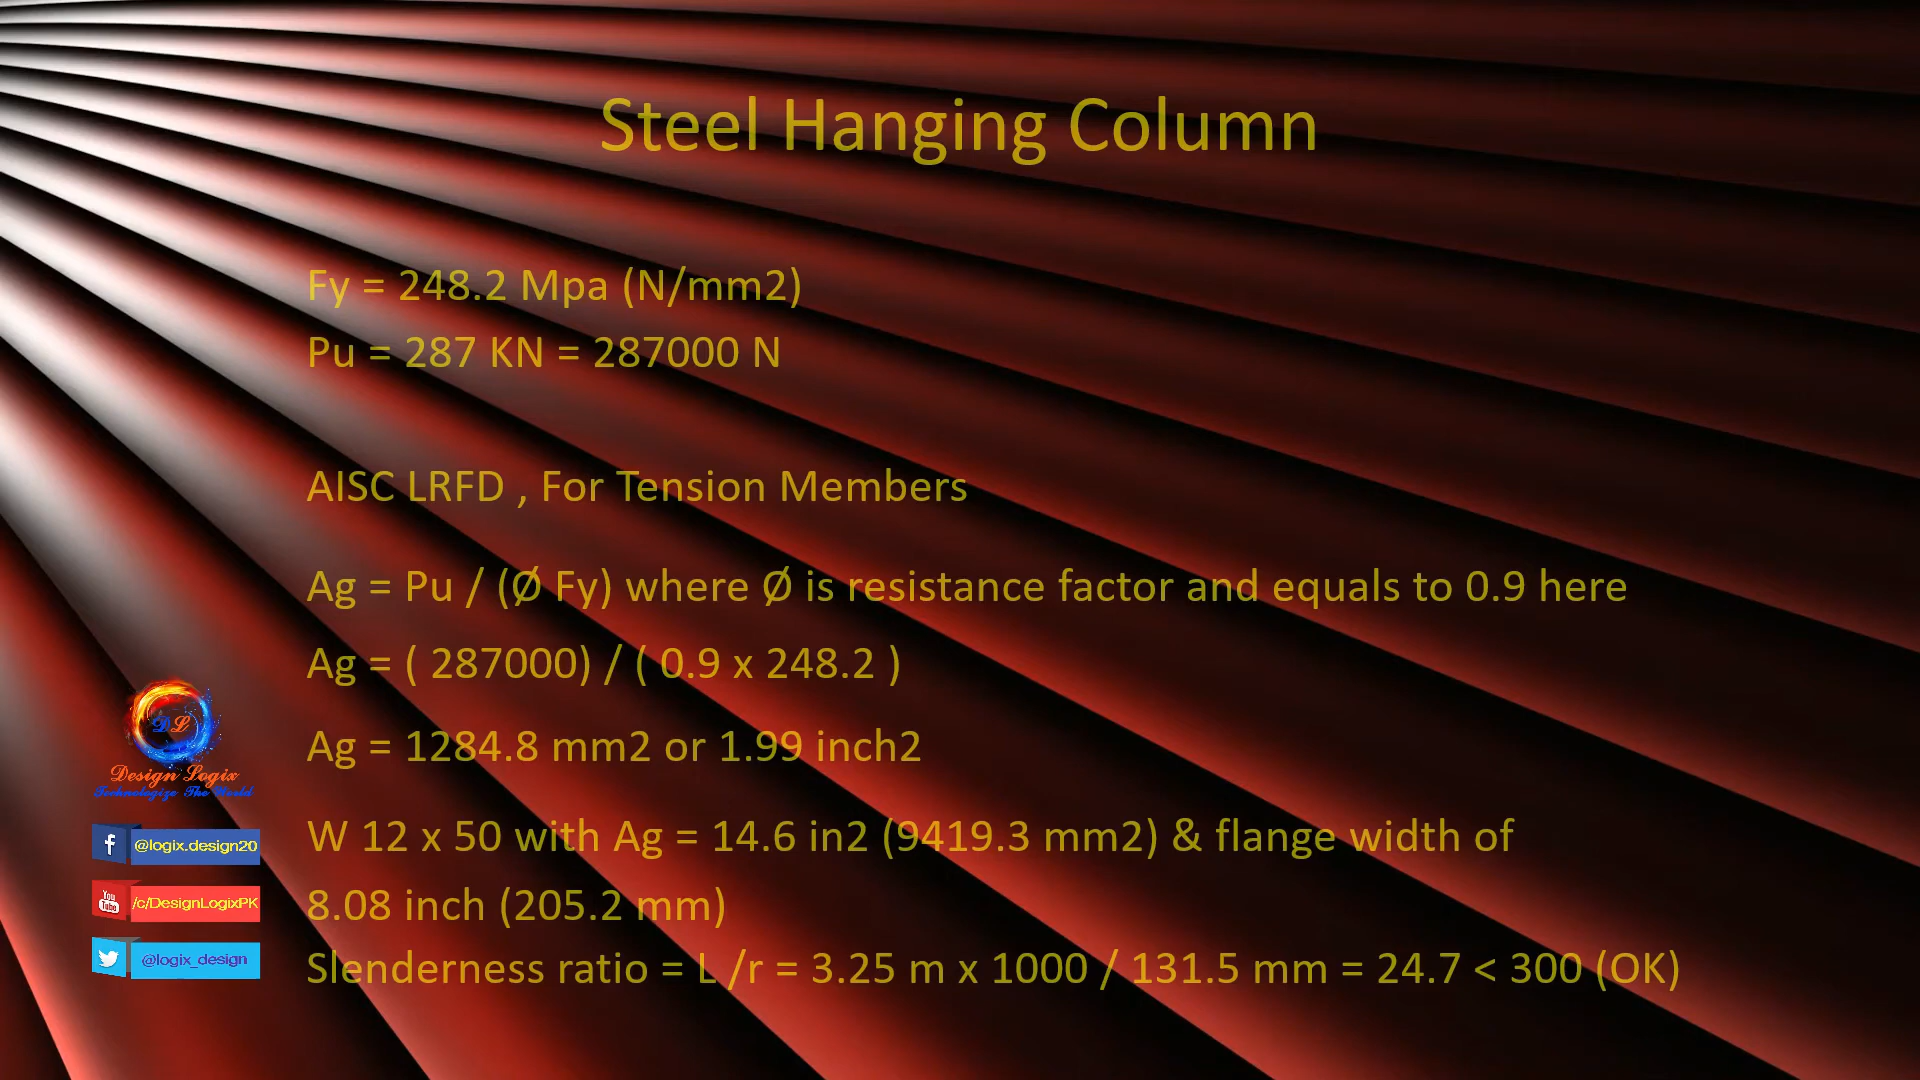 Steel Hanging Column
Fy = 248.2 Mpa (N/mm2)
Pu = 287 KN = 287000 N
AISC LRFD , For Tension Members
Ag = Pu / (Ø Fy) where Ø is resistance factor and equals to 0.9 here
Ag = ( 287000) / ( 0.9 x 248.2 )
Ag = 1284.8 mm2 or 1.99 inch2
W 12 x 50 with Ag = 14.6 in2 (9419.3 mm2) & flange width of
8.08 inch (205.2 mm)
Slenderness ratio = L /r = 3.25 m x 1000 / 131.5 mm = 24.7 < 300 (OK)
DL
Design Logix
Technologize The World
f @logix.design20
You Tube /c/DesignLogixPK
@logix_design